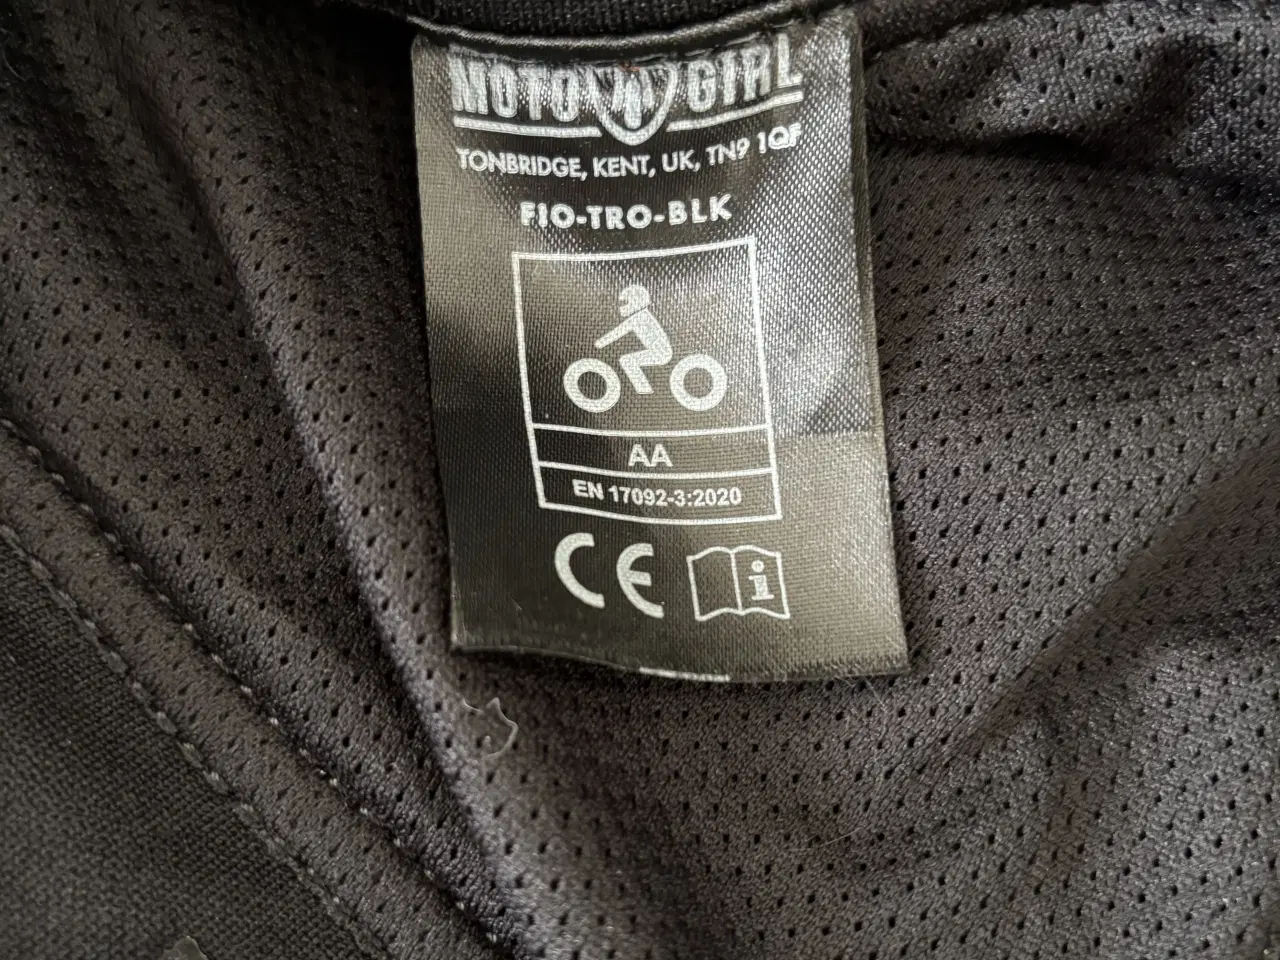 MOTO GIRL
TONBRIDGE, KENT, UK, TN9 1QF
FIO-TRO-BLK
AA
EN 17092-3:2020
CE
i